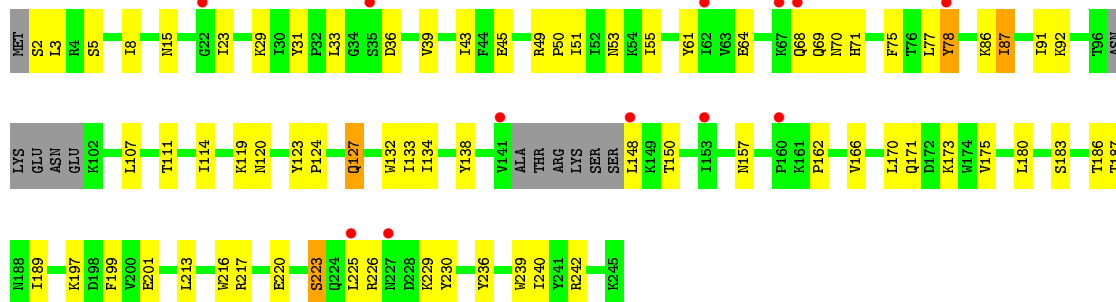 MET S2 L3 R4 S5 I8 N15 G22 I23 K29 I30 Y31 P32 L33 G34 S35 D36 V39 I43 F44 E45 R49 P50 I51 I52 N53 K54 I55 Y61 I62 V63 E64 K67 Q68 Q69 N70 H71 F75 T76 L77 Y78 K86 I87 I91 K92 T96 ASN
LYS GLU ASN GLU K102 L107 T111 I114 K119 N120 Y123 P124 Q127 W132 I133 I134 Y138 V141 ALA THR ARG LYS SER SER L148 K149 T150 I153 N157 P160 K161 P162 V166 L170 Q171 D172 K173 W174 V175 L180 S183 T186 T187
N188 I189 K197 D198 F199 V200 E201 L213 W216 R217 E220 S223 Q224 L225 R226 N227 D228 K229 Y230 Y236 W239 I240 Y241 R242 K245